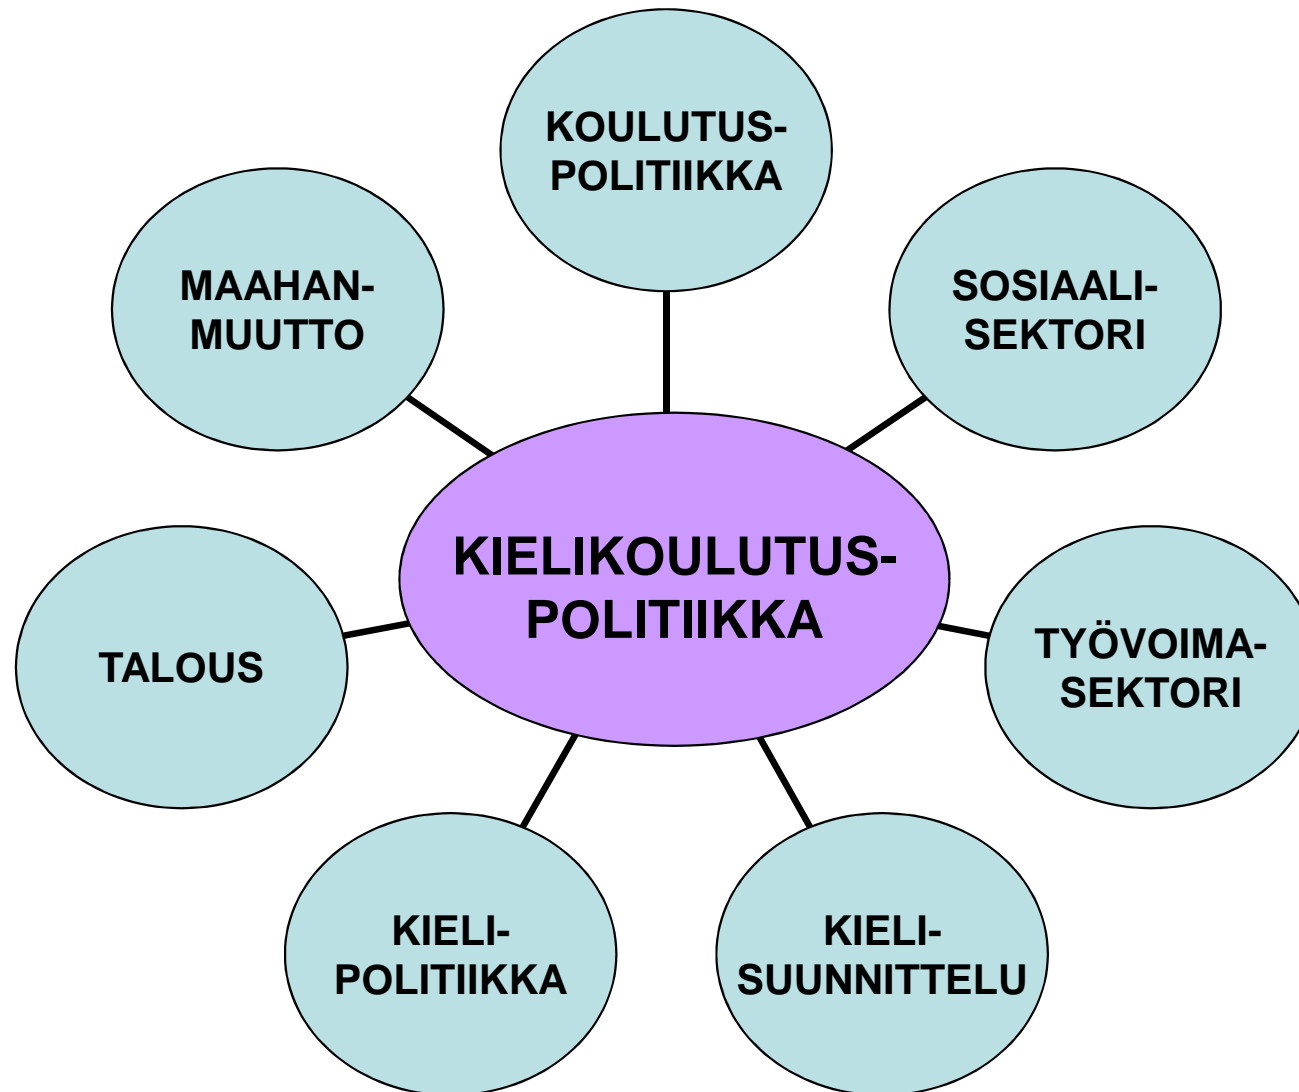 KOULUTUS-
POLITIIKKA
MAAHAN-
MUUTTO
SOSIAALI-
SEKTORI
KIELIKOULUTUS-
POLITIIKKA
TALOUS
TYÖVOIMA-
SEKTORI
KIELI-
POLITIIKKA
KIELI-
SUUNNITTELU